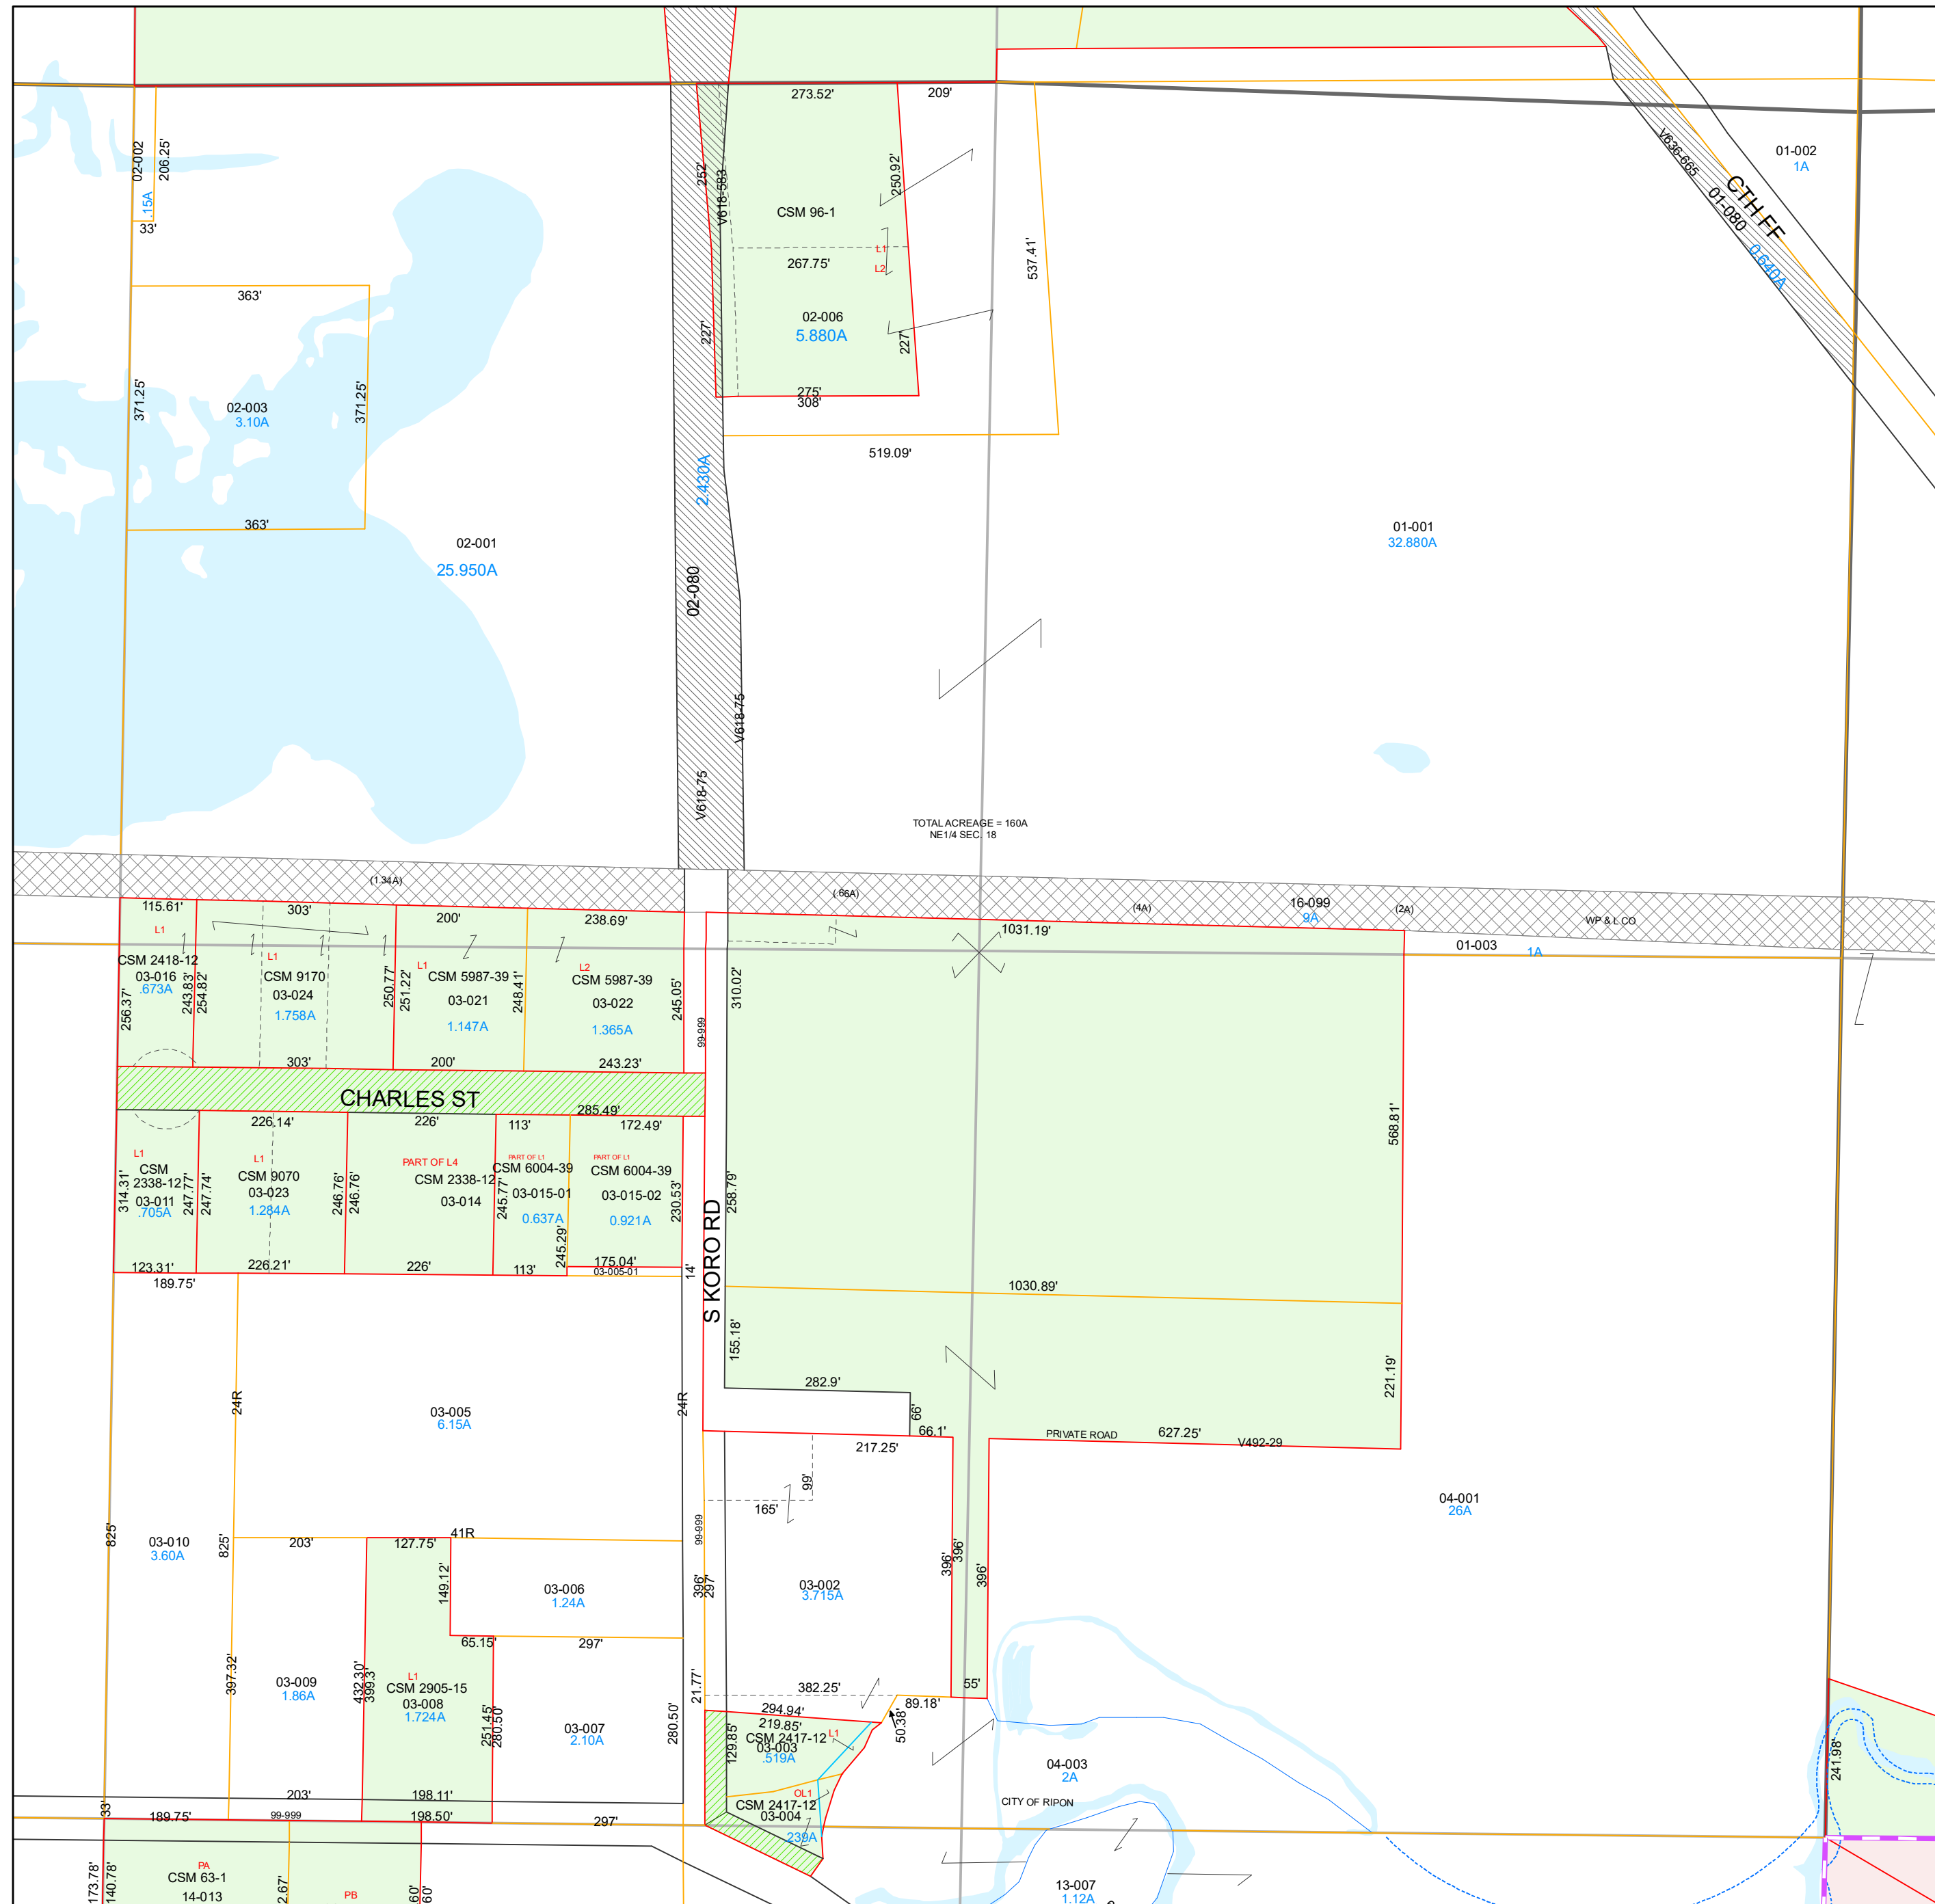 273.52'
209'
02-002
206.25'
.15A
33'
252'
V618-583
250.92'
CSM 96-1
L1
L2
267.75'
537.41'
02-006
5.880A
227'
227'
275'
308'
519.09'
V636-665
01-080
CTH FF
0.640A
01-002
1A
363'
371.25'
371.25'
02-003
3.10A
363'
02-001
25.950A
2.430A
02-080
V618-75
V618-75
01-001
32.880A
TOTAL ACREAGE = 160A
NE1/4 SEC. 18
(1.34A)
(.66A)
(4A)
16-099
9A
(2A)
WP & L CO
01-003
1A
115.61'
303'
200'
238.69'
1031.19'
L1
CSM 2418-12
03-016
.673A
256.37'
243.83'
254.82'
L1
CSM 9170
03-024
1.758A
250.77'
251.22'
L1
CSM 5987-39
03-021
1.147A
248.41'
L2
CSM 5987-39
03-022
1.365A
245.05'
99-999
310.02'
303'
200'
243.23'
CHARLES ST
285.49'
226.14'
226'
113'
172.49'
L1
CSM
2338-12
03-011
.705A
314.31'
247.77'
247.74'
L1
CSM 9070
03-023
1.284A
246.76'
246.76'
PART OF L4
CSM 2338-12
03-014
245.77'
PART OF L1
CSM 6004-39
03-015-01
0.637A
245.29'
PART OF L1
CSM 6004-39
03-015-02
0.921A
230.53'
258.79'
568.81'
123.31'
226.21'
226'
113'
175.04'
03-005-01
14'
189.75'
S KORO RD
1030.89'
155.18'
221.19'
282.9'
66'
66.1'
217.25'
PRIVATE ROAD
627.25'
V492-29
24R
24R
03-005
6.15A
99'
165'
04-001
26A
825'
03-010
3.60A
825'
203'
127.75'
41R
149.12'
03-006
1.24A
99-999
396'
297'
03-002
3.715A
396'
396'
396'
65.15'
297'
397.32'
03-009
1.86A
432.30'
399.3'
L1
CSM 2905-15
03-008
1.724A
251.45'
280.50'
03-007
2.10A
280.50'
21.77'
382.25'
89.18'
55'
294.94'
219.85'
50.38'
129.85'
CSM 2417-12
L1
03-003
.519A
OL1
CSM 2417-12
03-004
.239A
04-003
2A
CITY OF RIPON
241.98'
203'
198.11'
33'
189.75'
99-999
198.50'
297'
173.78'
140.78'
PA
CSM 63-1
14-013
2.67'
PB
60'
60'
13-007
1.12A